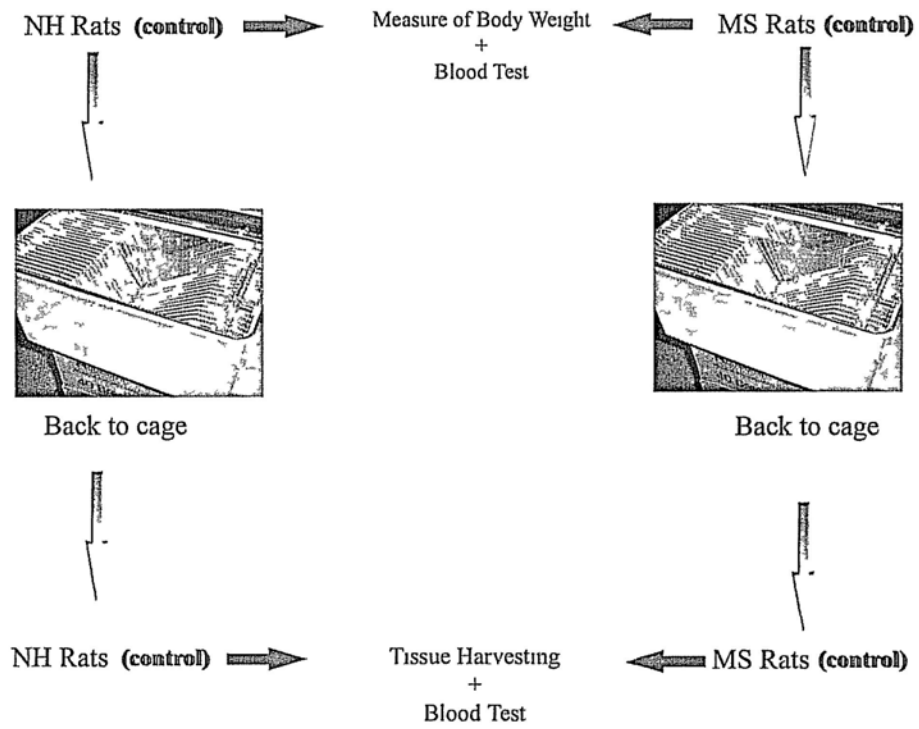 NH Rats (control)
Measure of Body Weight
+
Blood Test
MS Rats (control)
Back to cage
Back to cage
NH Rats (control)
Tissue Harvesting
+
Blood Test
MS Rats (control)